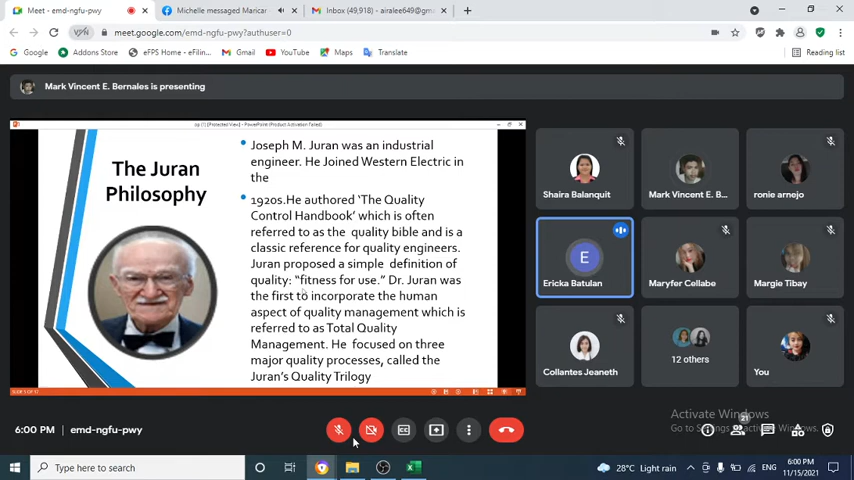 Meet - emd-ngfu-pwy
Michelle messaged Maricar
Inbox (49,918) - airalee649@gm
meet.google.com/emd-ngfu-pwy?authuser=0
Google
Addons Store
eFPS Home - eFiling...
Gmail
YouTube
Maps
Translate
Reading list
Mark Vincent E. Bernales is presenting
The Juran
Philosophy
Joseph M. Juran was an industrial
engineer. He Joined Western Electric in
the
1920s.He authored ‘The Quality
Control Handbook’ which is often
referred to as the quality bible and is a
classic reference for quality engineers.
Juran proposed a simple definition of
quality: “fitness for use.” Dr. Juran was
the first to incorporate the human
aspect of quality management which is
referred to as Total Quality
Management. He focused on three
major quality processes, called the
Juran's Quality Trilogy
Shaira Balanquit
Mark Vincent E. B...
ronie arnejo
E
Ericka Batulan
Maryfer Cellabe
Margie Tibay
Collantes Jeaneth
12 others
You
Activate Windows
Go to Settings
6:00 PM
emd-ngfu-pwy
21
Type here to search
28°C Light rain
ENG
6:00 PM
11/15/2021